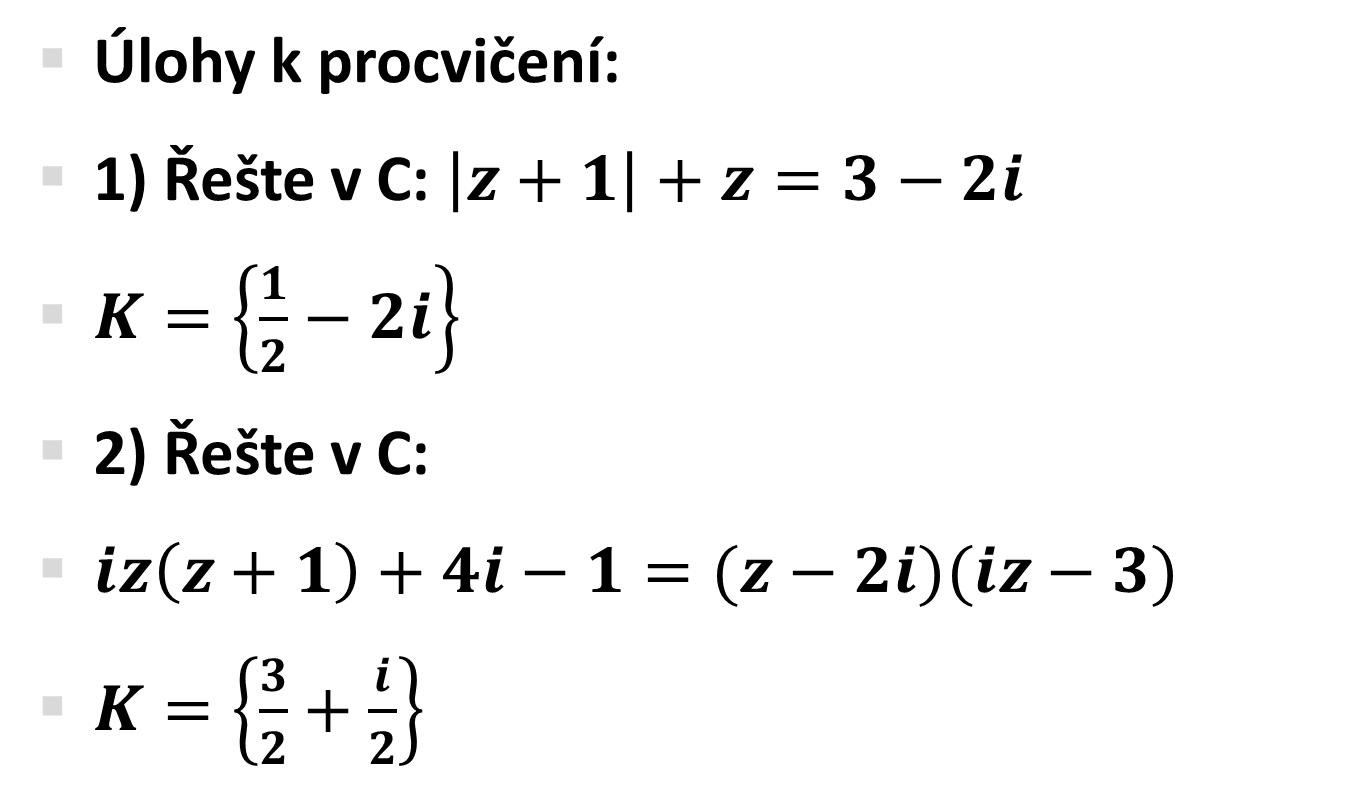 Úlohy k procvičení:
1) Řešte v C: |z + 1| + z = 3 − 2i
K = {1/2 − 2i}
2) Řešte v C:
iz(z + 1) + 4i − 1 = (z − 2i)(iz − 3)
K = {3/2 + i/2}